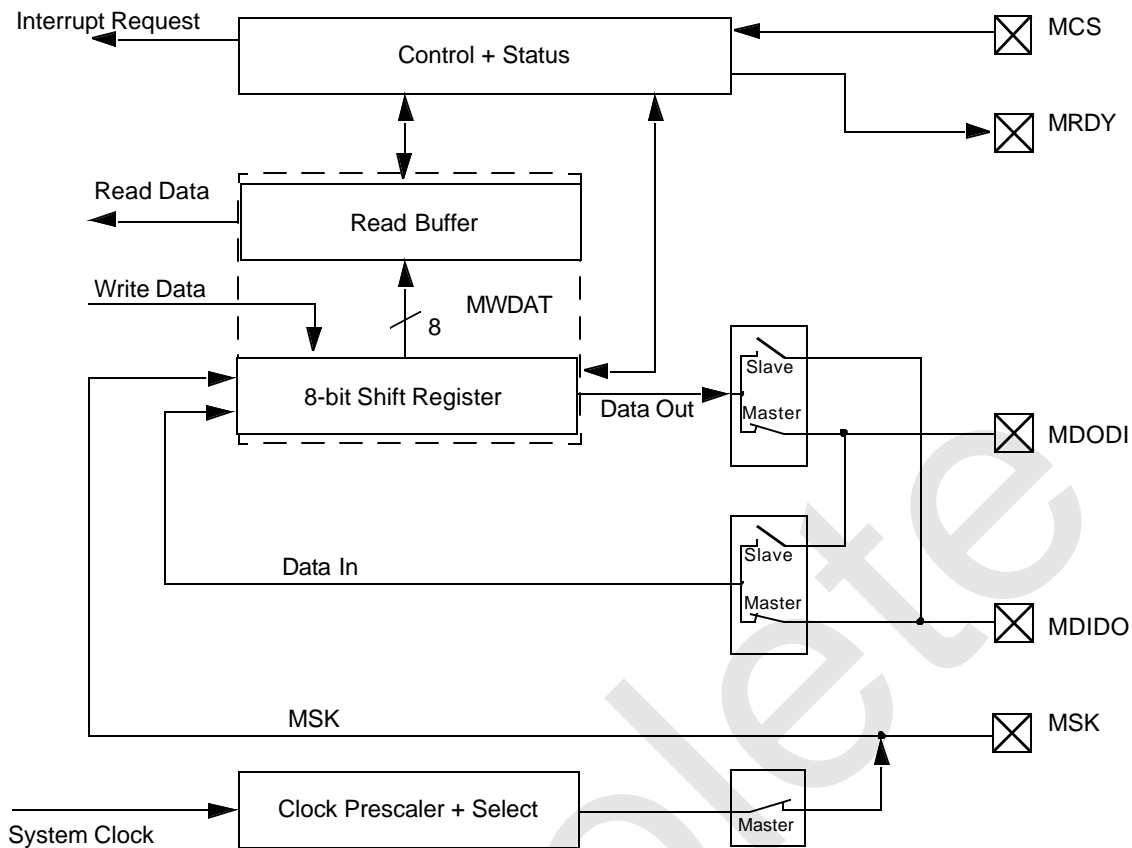 Interrupt Request
Control + Status
MCS
MRDY
Read Data
Read Buffer
Write Data
MWDAT
8
8-bit Shift Register
Data Out
Slave
Master
MDODI
Slave
Data In
Master
MDIDO
MSK
MSK
Clock Prescaler + Select
Master
System Clock
plete